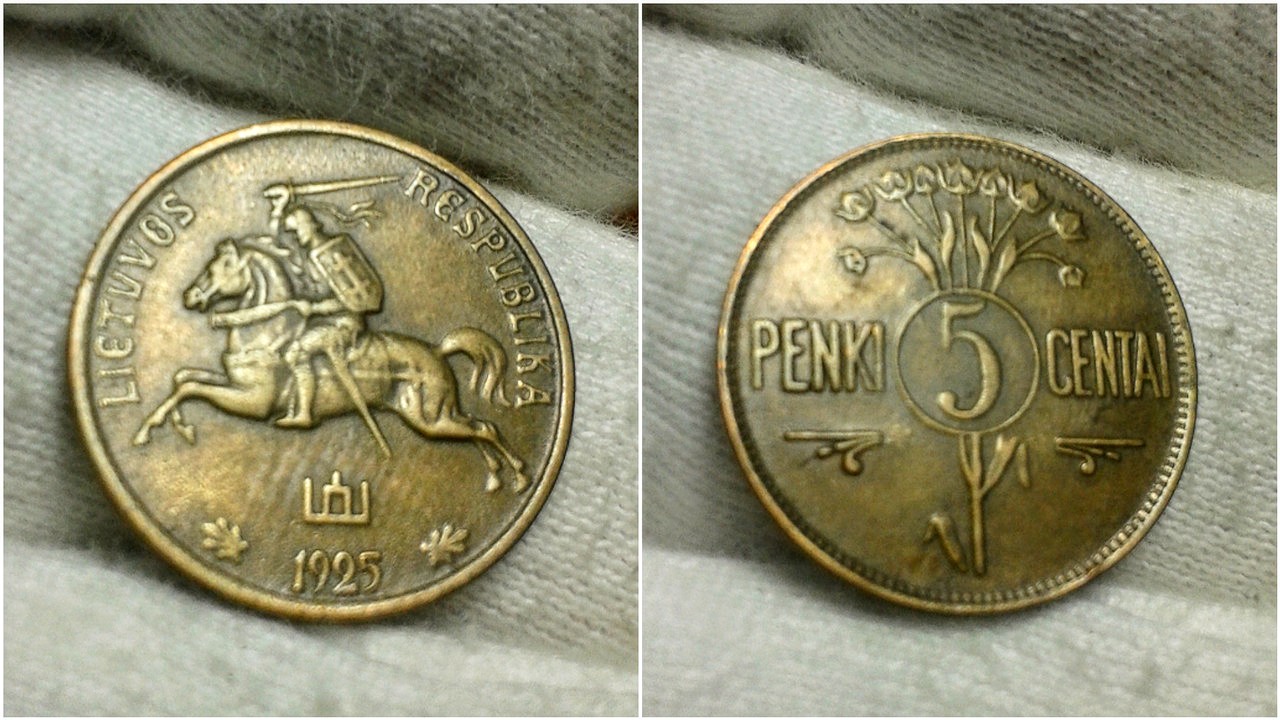 LIETUVOS RESPUBLIKA
1925
PENKI 5 CENTAI